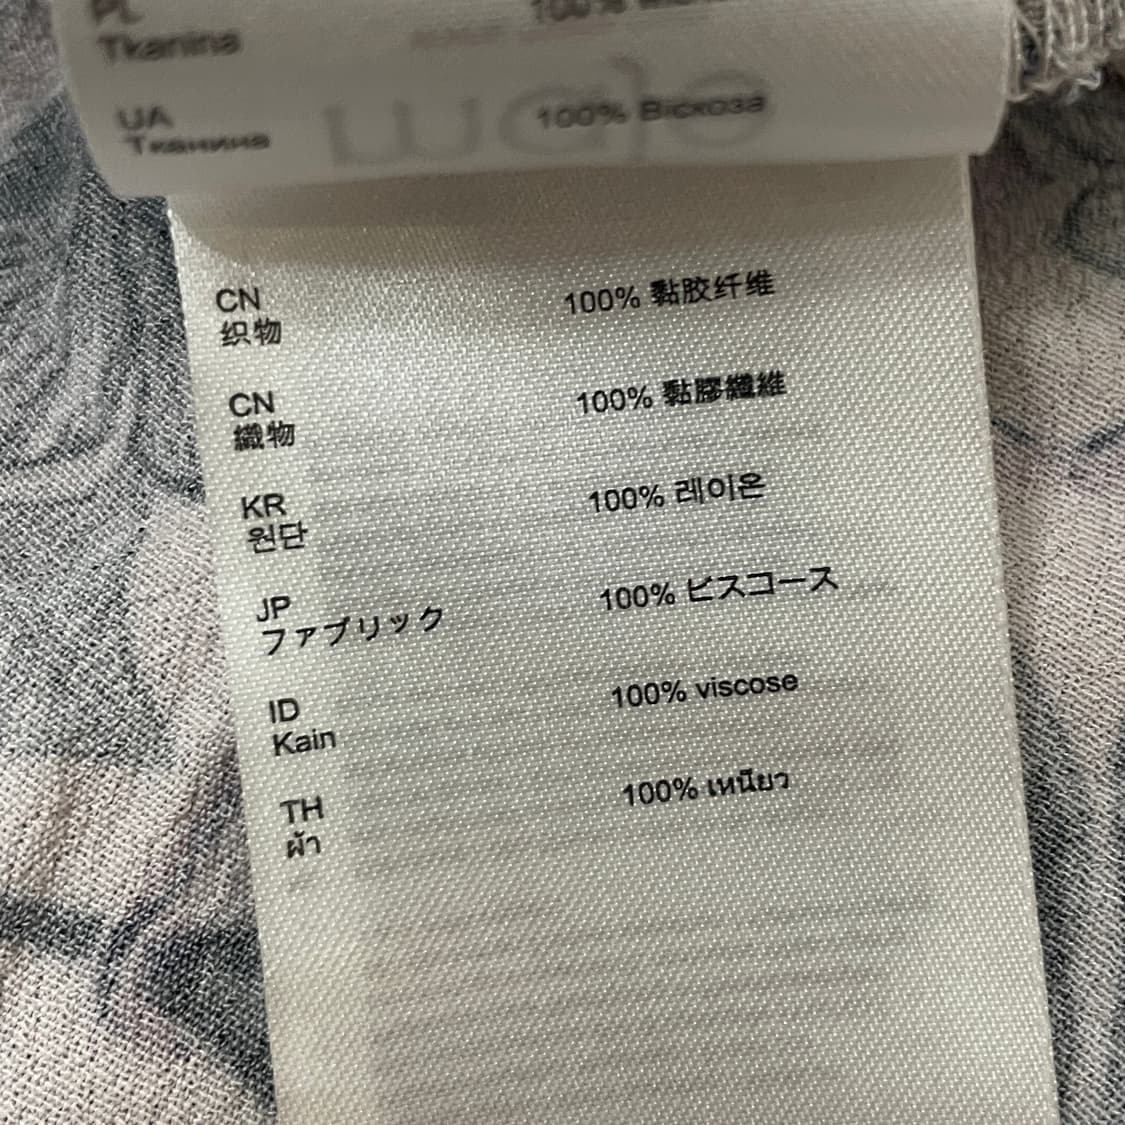 PL
Tkanina
UA 100% Віскоза
Тканина
CN 100% 黏胶纤维
织物
CN 100% 黏膠纖維
織物
KR 100% 레이온
원단
JP 100% ビスコース
ファブリック
ID 100% viscose
Kain
TH 100% เหนียว
ผ้า